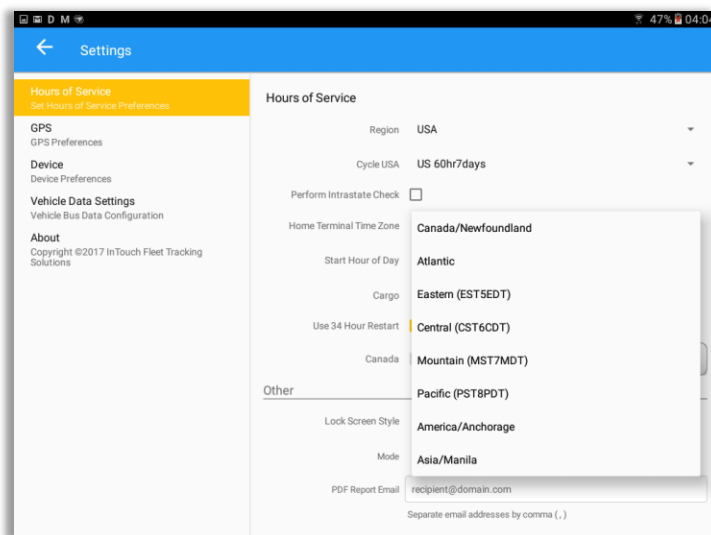 D M 47% 04:04
Settings
Hours of Service
Set Hours of Service Preferences
GPS
GPS Preferences
Device
Device Preferences
Vehicle Data Settings
Vehicle Bus Data Configuration
About
Copyright ©2017 InTouch Fleet Tracking
Solutions
Hours of Service
Region USA
Cycle USA US 60hr7days
Perform Intrastate Check
Home Terminal Time Zone
Canada/Newfoundland
Start Hour of Day
Atlantic
Cargo
Eastern (EST5EDT)
Use 34 Hour Restart
Central (CST6CDT)
Canada
Mountain (MST7MDT)
Other
Pacific (PST8PDT)
Lock Screen Style
America/Anchorage
Mode
Asia/Manila
PDF Report Email recipient@domain.com
Separate email addresses by comma (,)